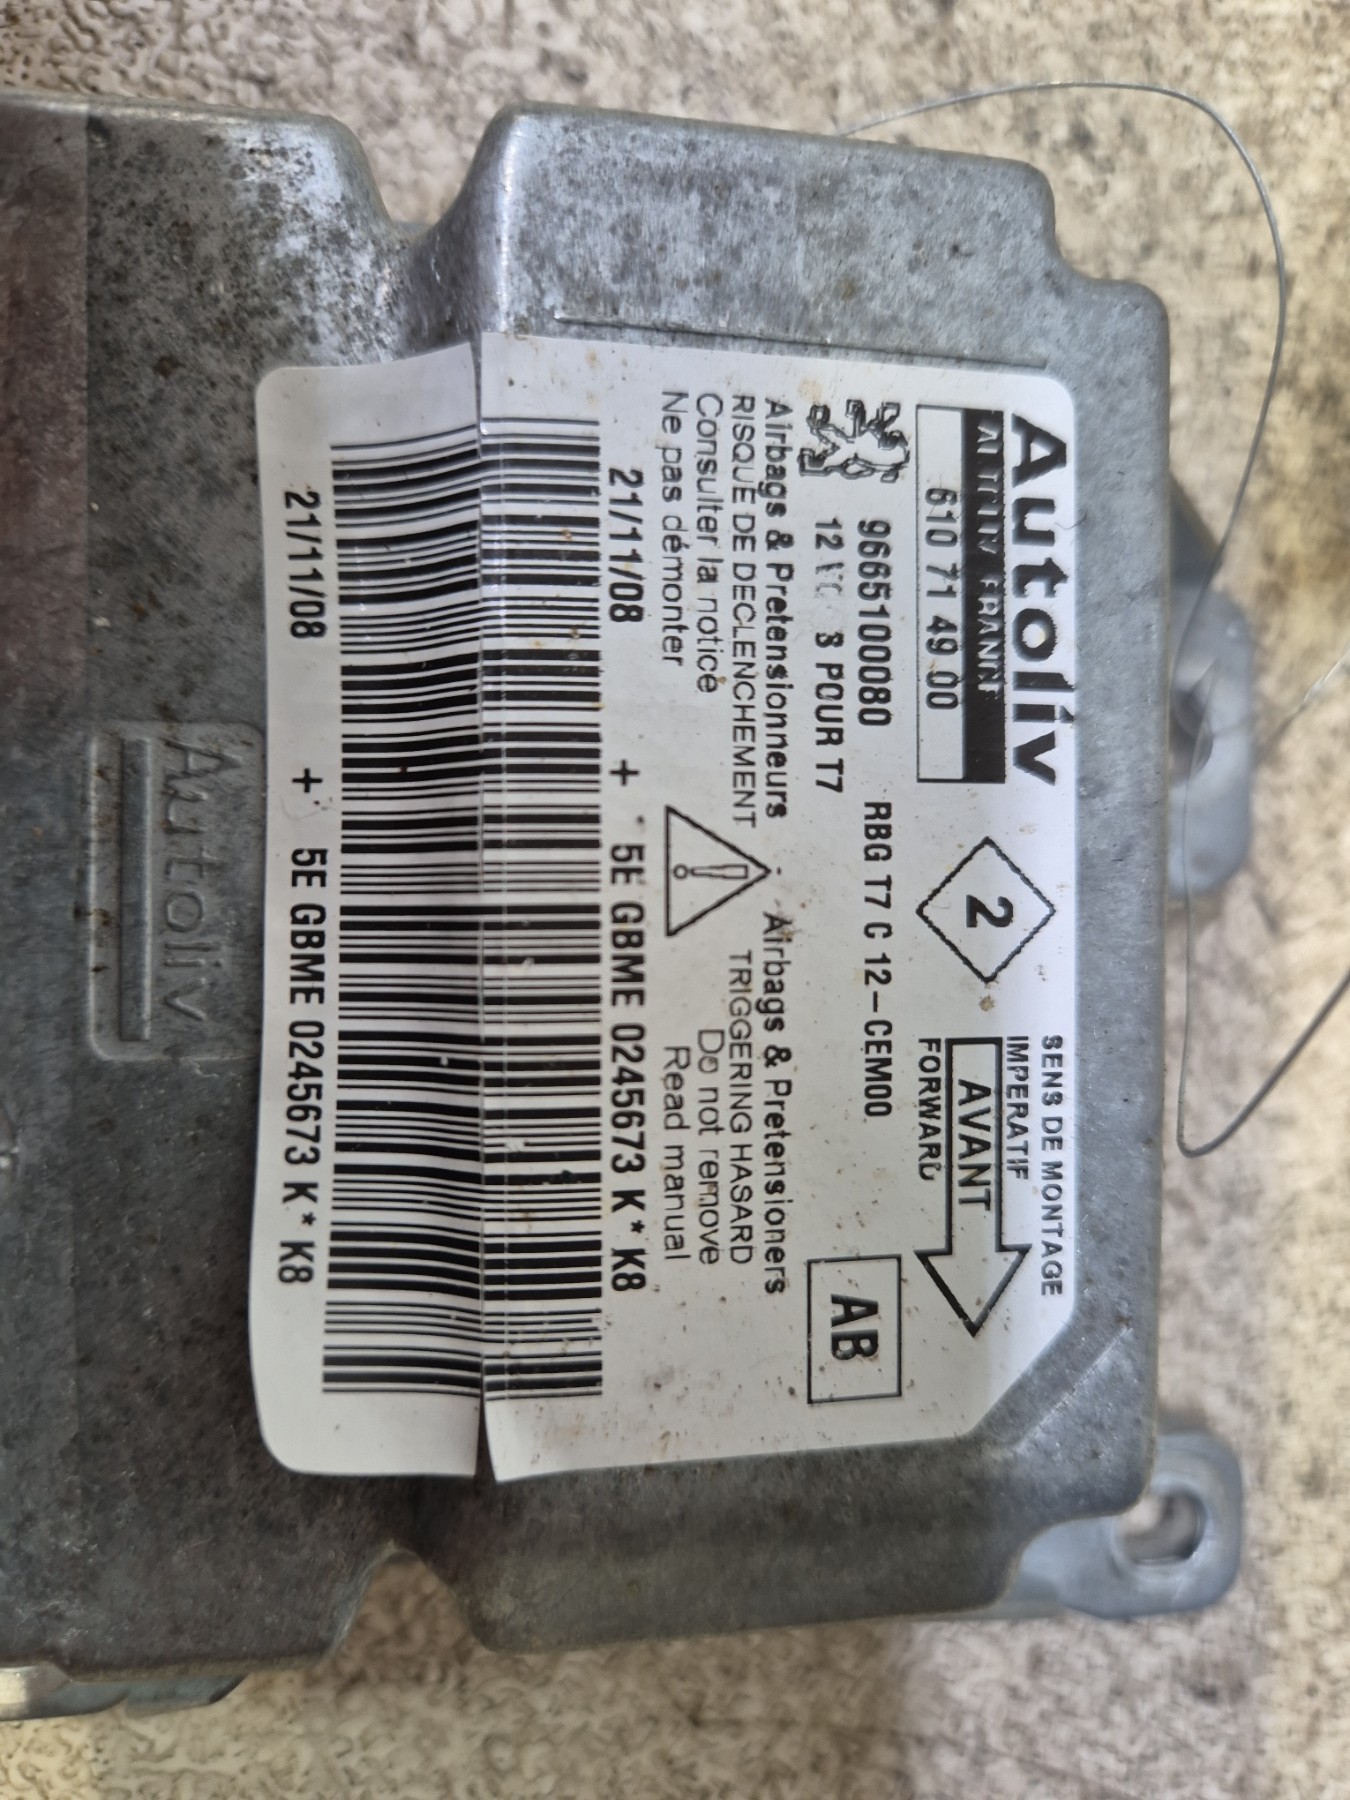 Autoliv
AUTOLIV FRANCE
610 71 49 00
2
SENS DE MONTAGE
IMPERATIF
AVANT
FORWARD
9665100080 RBG T7 C 12-CEM00
12 3 POUR T7
AB
Airbags & Pretensionneurs - Airbags & Pretensioners
RISQUE DE DECLENCHEMENT TRIGGERING HASARD
Consulter la notice Do not remove
Ne pas démonter Read manual
21/11/08 + 5E GBME 0245673 K*K8
21/11/08 + 5E GBME 0245673 K*K8
Autoliv